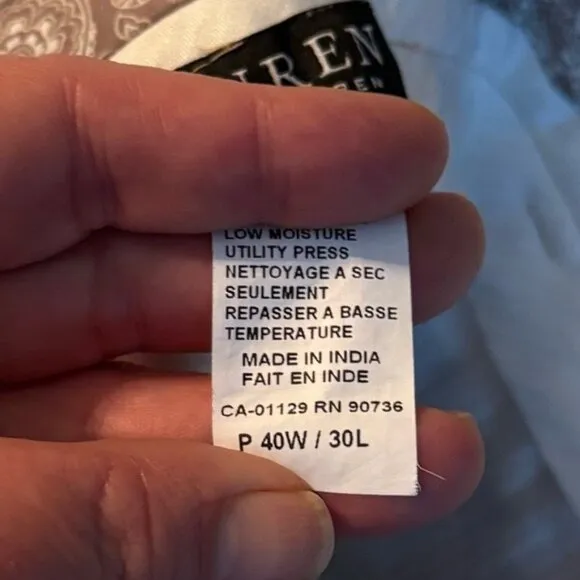 LOW MOISTURE
UTILITY PRESS
NETTOYAGE A SEC
SEULEMENT
REPASSER A BASSE
TEMPERATURE
MADE IN INDIA
FAIT EN INDE
CA-01129 RN 90736
P 40W / 30L